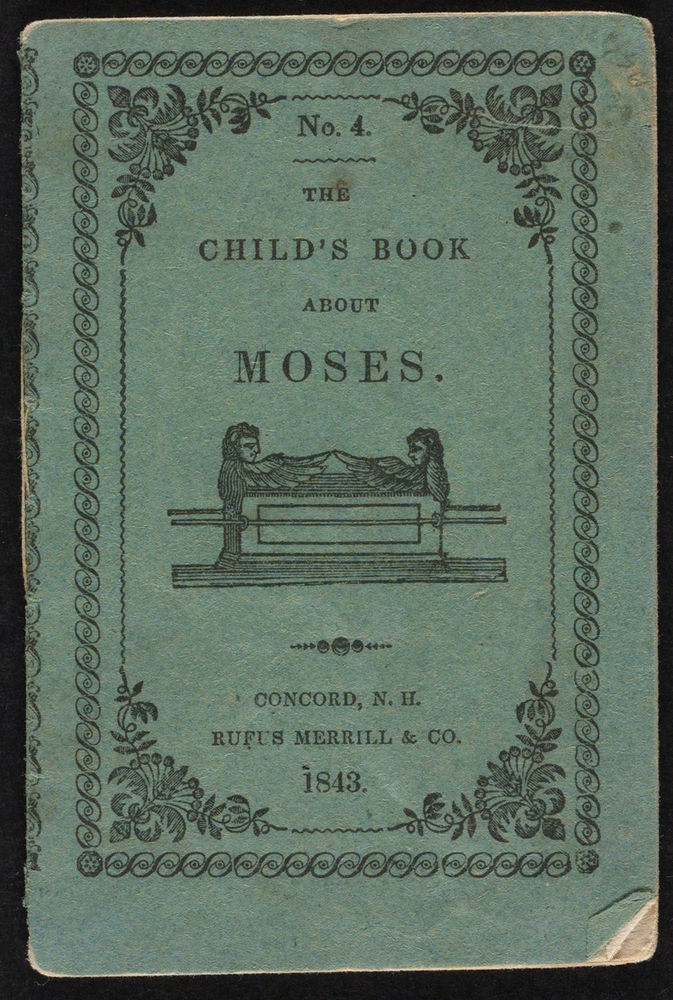 No. 4.
THE
CHILD'S BOOK
ABOUT
MOSES.
CONCORD, N. H.
RUFUS MERRILL & CO.
1843.